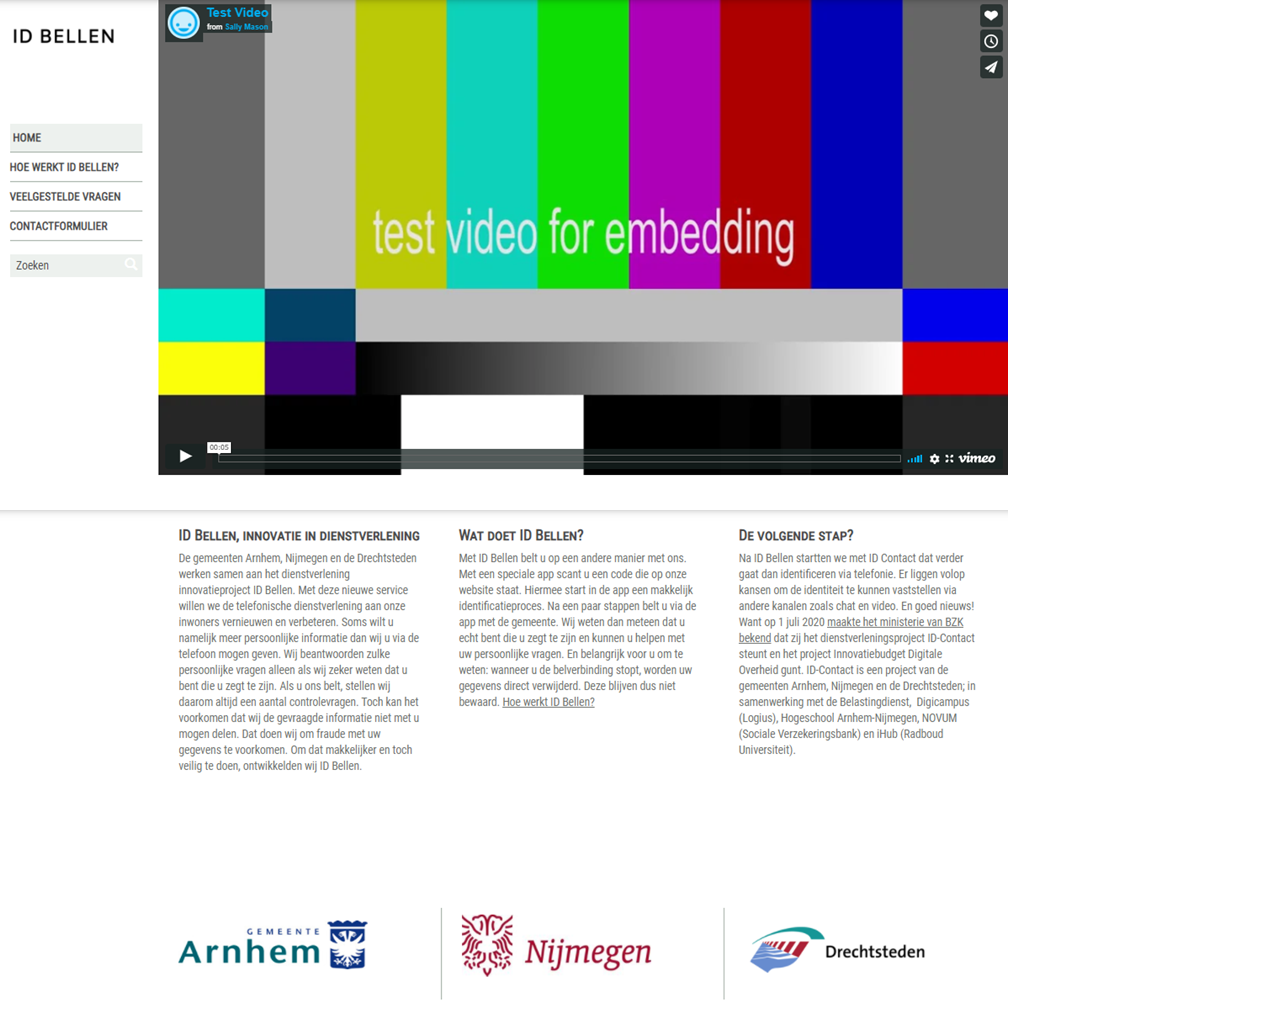 ID BELLEN
HOME
HOE WERKT ID BELLEN?
VEELGESTELDE VRAGEN
CONTACTFORMULIER
Zoeken
Test Video
from Sally Mason
test video for embedding
00:05
vimeo
ID Bellen, innovatie in dienstverlening
De gemeenten Arnhem, Nijmegen en de Drechtsteden
werken samen aan het dienstverlening
innovatieproject ID Bellen. Met deze nieuwe service
willen we de telefonische dienstverlening aan onze
inwoners vernieuwen en verbeteren. Soms wilt u
namelijk meer persoonlijke informatie dan wij u via de
telefoon mogen geven. Wij beantwoorden zulke
persoonlijke vragen alleen als wij zeker weten dat u
bent die u zegt te zijn. Als u ons belt, stellen wij
daarom altijd een aantal controlevragen. Toch kan het
voorkomen dat wij de gevraagde informatie niet met u
mogen delen. Dat doen wij om fraude met uw
gegevens te voorkomen. Om dat makkelijker en toch
veilig te doen, ontwikkelden wij ID Bellen.
Wat doet ID Bellen?
Met ID Bellen belt u op een andere manier met ons.
Met een speciale app scant u een code die op onze
website staat. Hiermee start in de app een makkelijk
identificatieproces. Na een paar stappen belt u via de
app met de gemeente. Wij weten dan meteen dat u
echt bent die u zegt te zijn en kunnen u helpen met
uw persoonlijke vragen. En belangrijk voor u om te
weten: wanneer u de belverbinding stopt, worden uw
gegevens direct verwijderd. Deze blijven dus niet
bewaard. Hoe werkt ID Bellen?
De volgende stap?
Na ID Bellen startten we met ID Contact dat verder
gaat dan identificeren via telefonie. Er liggen volop
kansen om de identiteit te kunnen vaststellen via
andere kanalen zoals chat en video. En goed nieuws!
Want op 1 juli 2020 maakte het ministerie van BZK
bekend dat zij het dienstverleningsproject ID-Contact
steunt en het project Innovatiebudget Digitale
Overheid gunt. ID-Contact is een project van de
gemeenten Arnhem, Nijmegen en de Drechtsteden; in
samenwerking met de Belastingdienst, Digicampus
(Logius), Hogeschool Arnhem-Nijmegen, NOVUM
(Sociale Verzekeringsbank) en iHub (Radboud
Universiteit).
GEMEENTE
Arnhem
Nijmegen
Drechtsteden